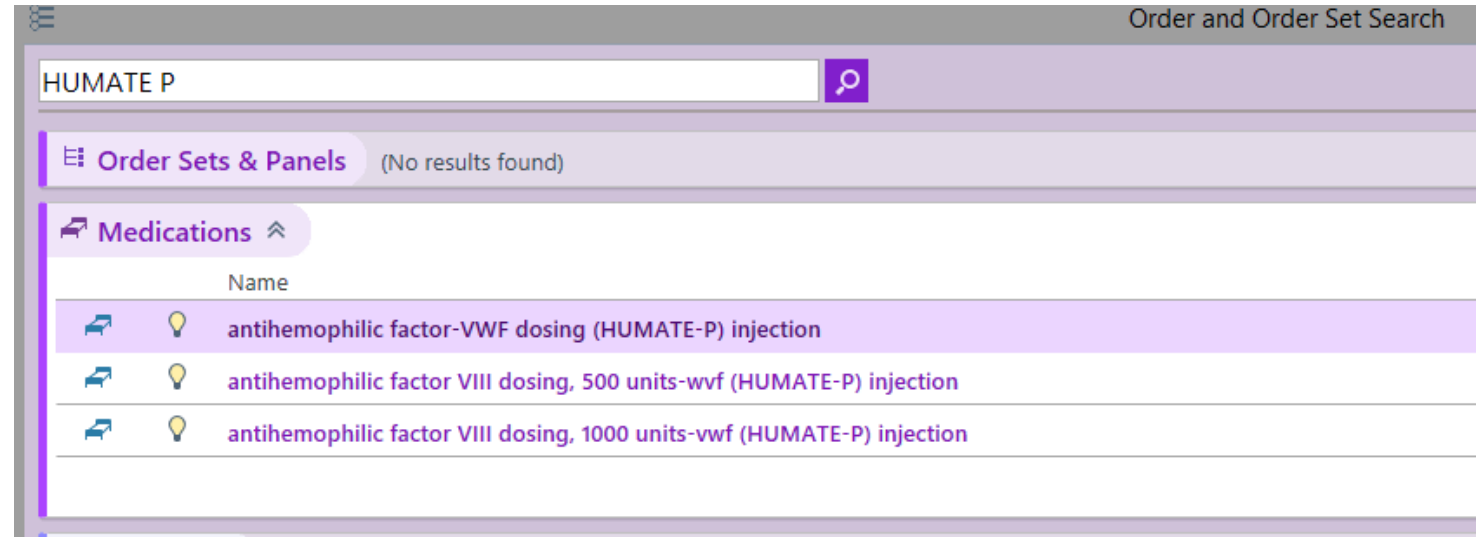 Order and Order Set Search
HUMATE P
Order Sets & Panels (No results found)
Medications
Name
antihemophilic factor-VWF dosing (HUMATE-P) injection
antihemophilic factor VIII dosing, 500 units-wvf (HUMATE-P) injection
antihemophilic factor VIII dosing, 1000 units-vwf (HUMATE-P) injection